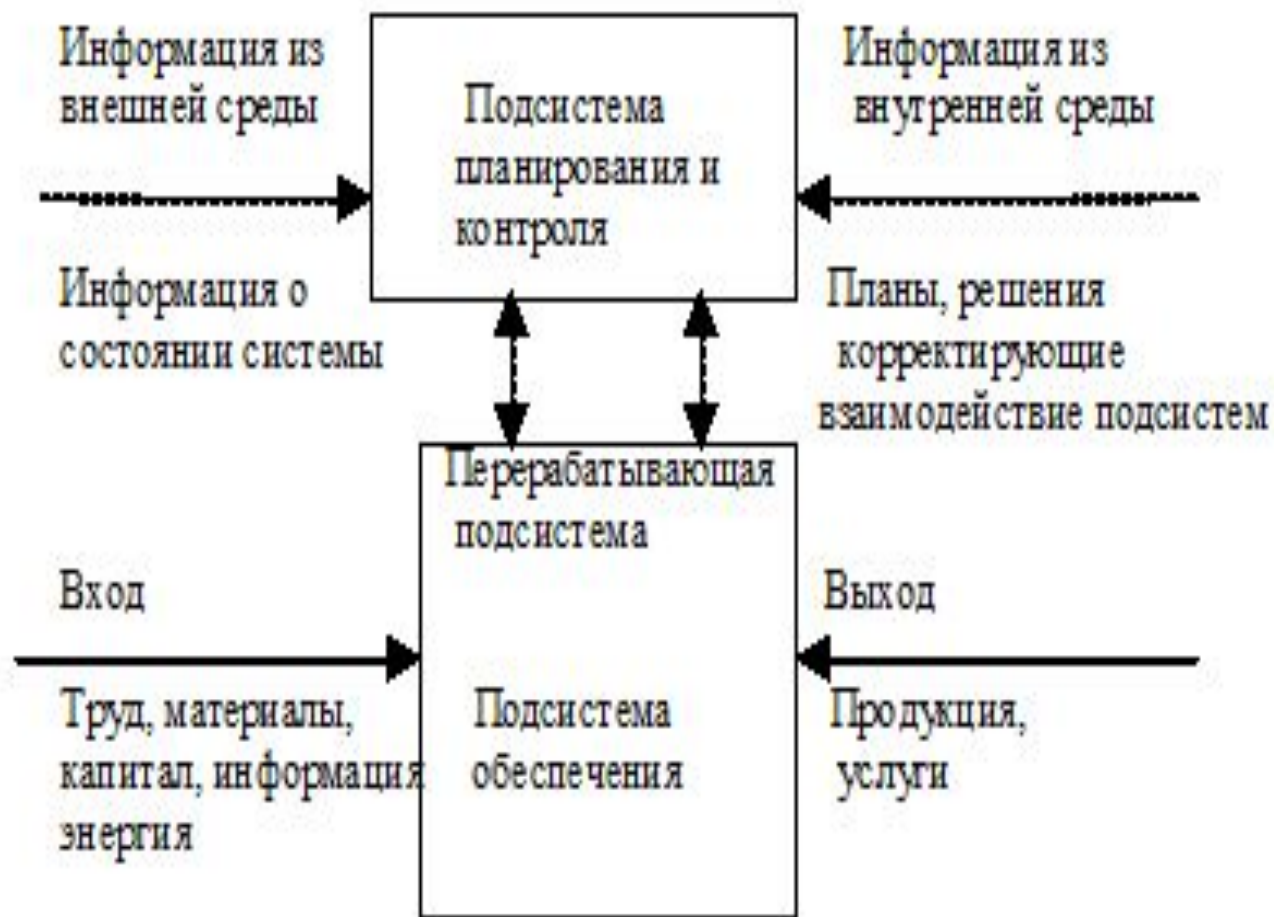 Информация из
внешней среды
Подсистема
планирования и
контроля
Информация из
внутренней среды
Информация о
состоянии системы
Планы, решения
корректирующие
взаимодействие подсистем
Перерабатывающая
подсистема
Вход
Выход
Труд, материалы,
капитал, информация
энергия
Подсистема
обеспечения
Продукция,
услуги